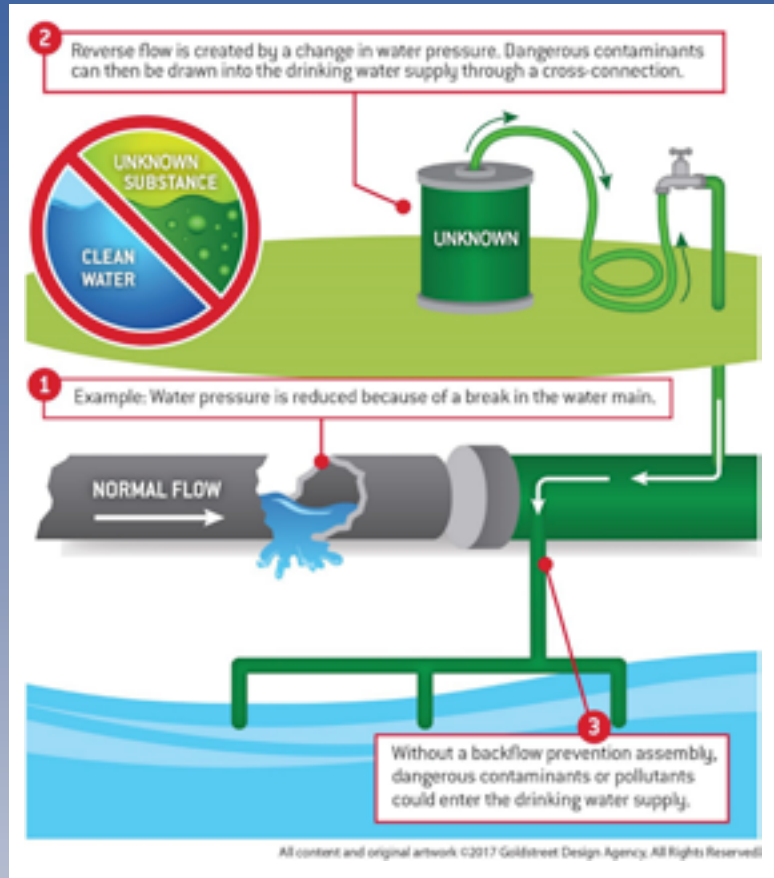 2
Reverse flow is created by a change in water pressure. Dangerous contaminants
can then be drawn into the drinking water supply through a cross-connection.
UNKNOWN
SUBSTANCE
CLEAN
WATER
UNKNOWN
1
Example: Water pressure is reduced because of a break in the water main.
NORMAL FLOW
3
Without a backflow prevention assembly,
dangerous contaminants or pollutants
could enter the drinking water supply.
All content and original artwork ©2017 Goldstreet Design Agency, All Rights Reserved